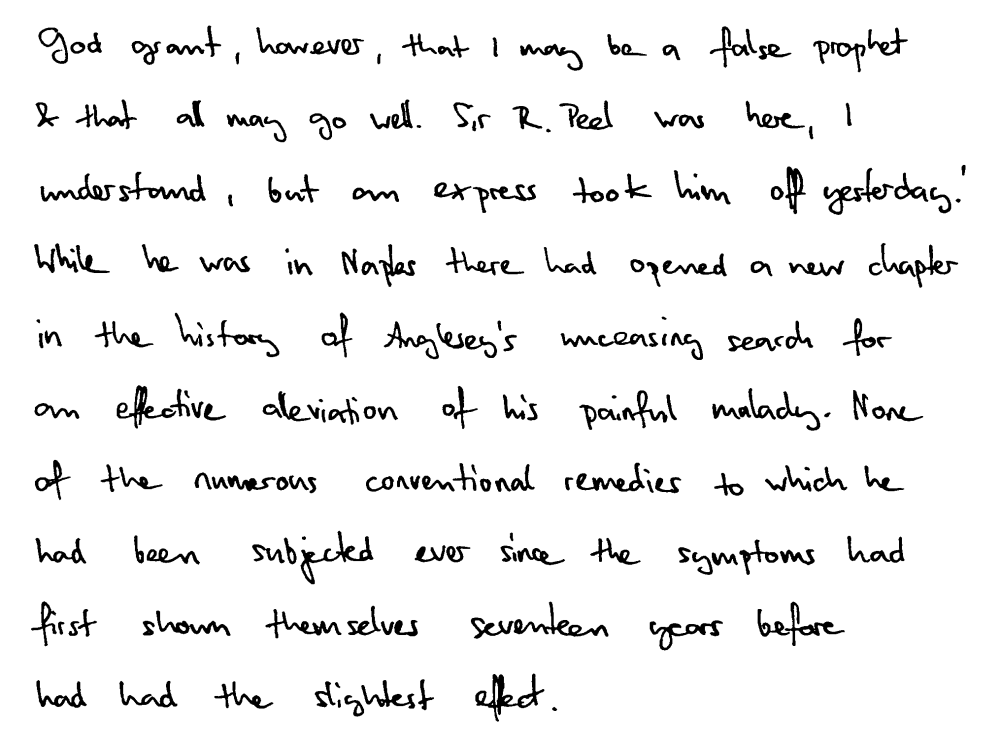 God grant, however, that I may be a false prophet
& that all may go well. Sir R. Peel was here, I
understand, but an express took him off yesterday.'
While he was in Naples there had opened a new chapter
in the history of Anglesey's unceasing search for
an effective aleviation of his painful malady. None
of the numerous conventional remedies to which he
had been subjected ever since the symptoms had
first shown themselves seventeen years before
had had the slightest effect.